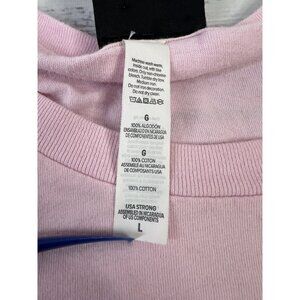 Machine wash warm,
inside out, with like
colors. Only non-chlorine
bleach. Tumble dry low.
Medium iron.
Do not iron decoration.
Do not dry clean.
G
100% ALGODÓN
ENSAMBLADO EN NICARAGUA
DE COMPONENTES DE USA
G
100% COTON
ASSEMBLÉ AU NICARAGUA
DE COMPOSANTS USA
100% COTTON
USA STRONG
ASSEMBLED IN NICARAGUA
OF US COMPONENTS
L